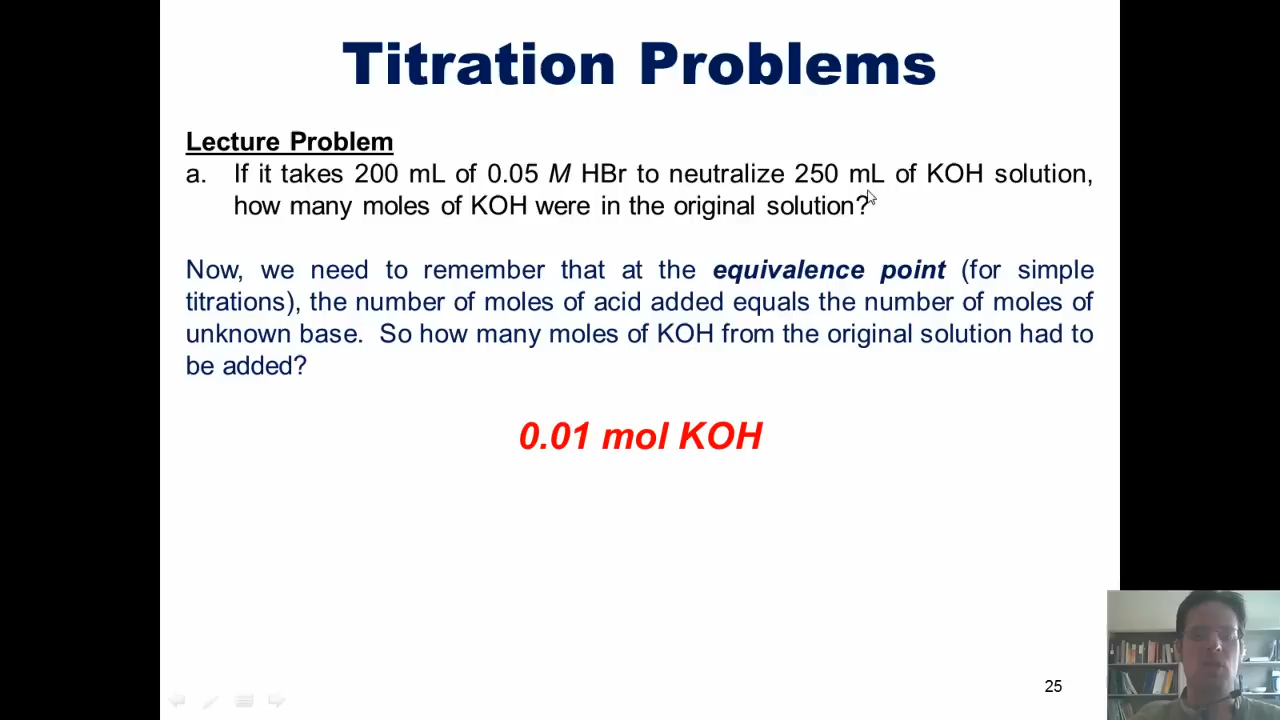 Titration Problems
Lecture Problem
a. If it takes 200 mL of 0.05 M HBr to neutralize 250 mL of KOH solution,
how many moles of KOH were in the original solution?
Now, we need to remember that at the equivalence point (for simple
titrations), the number of moles of acid added equals the number of moles of
unknown base. So how many moles of KOH from the original solution had to
be added?
0.01 mol KOH
25